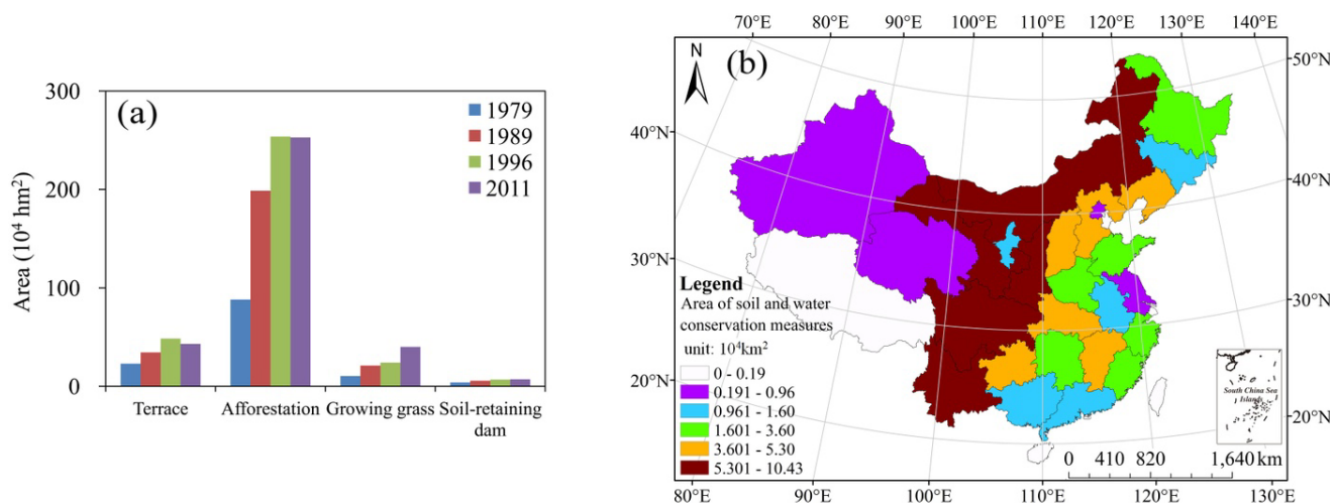 (a)
300
200
100
0
Area (10⁴ hm²)
1979
1989
1996
2011
Terrace
Afforestation
Growing grass
Soil-retaining
dam
(b)
N
70°E 80°E 90°E 100°E 110°E 120°E 130°E 140°E
50°N
40°N
40°N
30°N
30°N
20°N
20°N
Legend
Area of soil and water
conservation measures
unit: 10⁴km²
0 - 0.19
0.191 - 0.96
0.961 - 1.60
1.601 - 3.60
3.601 - 5.30
5.301 - 10.43
South China Sea
Islands
0 410 820 1,640 km
80°E 90°E 100°E 110°E 120°E 130°E